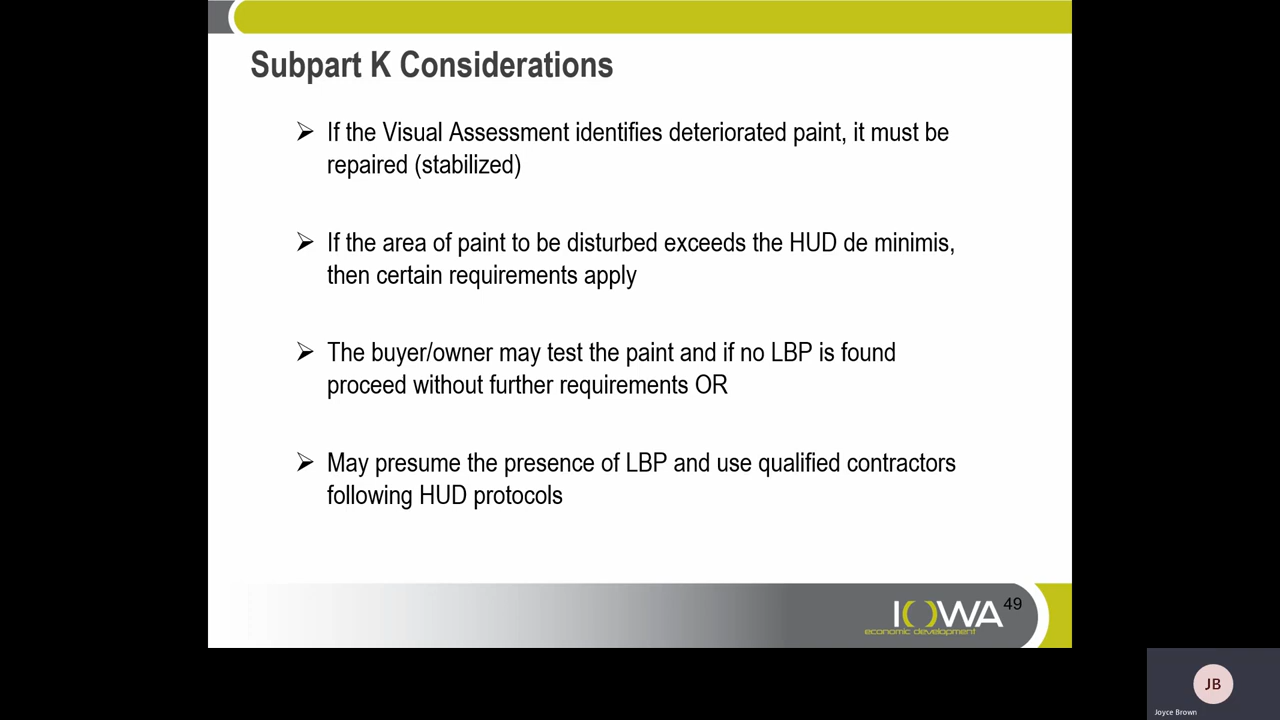 Subpart K Considerations
If the Visual Assessment identifies deteriorated paint, it must be
repaired (stabilized)
If the area of paint to be disturbed exceeds the HUD de minimis,
then certain requirements apply
The buyer/owner may test the paint and if no LBP is found
proceed without further requirements OR
May presume the presence of LBP and use qualified contractors
following HUD protocols
49
IOWA
economic development
JB
Joyce Brown